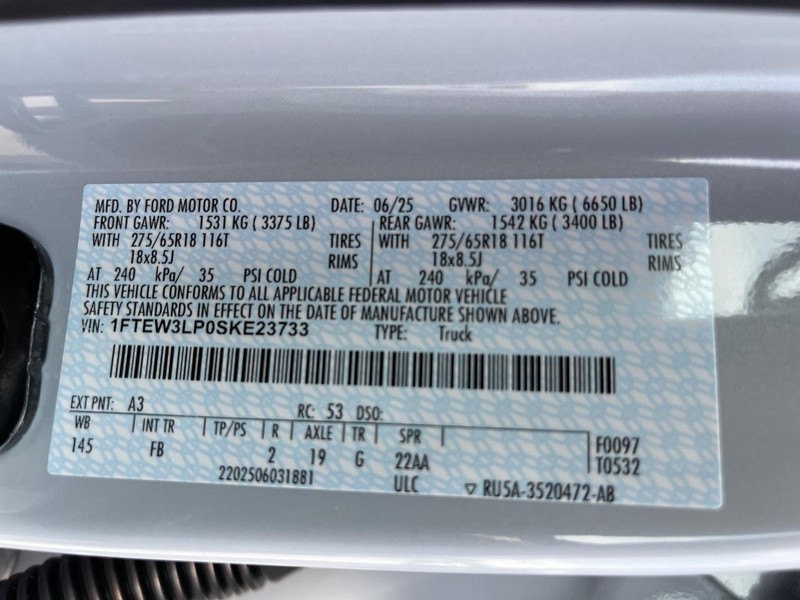 MFD. BY FORD MOTOR CO. DATE: 06/25 GVWR: 3016 KG ( 6650 LB)
FRONT GAWR: 1531 KG ( 3375 LB) REAR GAWR: 1542 KG ( 3400 LB)
WITH 275/65R18 116T TIRES WITH 275/65R18 116T TIRES
18x8.5J RIMS 18x8.5J RIMS
AT 240 kPa/ 35 PSI COLD AT 240 kPa/ 35 PSI COLD
THIS VEHICLE CONFORMS TO ALL APPLICABLE FEDERAL MOTOR VEHICLE
SAFETY STANDARDS IN EFFECT ON THE DATE OF MANUFACTURE SHOWN ABOVE.
VIN: 1FTEW3LP0SKE23733 TYPE: Truck
EXT PNT: A3 RC: 53 DSO:
WB INT TR TP/PS R AXLE TR SPR F0097
145 FB 2 19 G 22AA T0532
2202506031881 ULC ▽ RU5A-3520472-AB